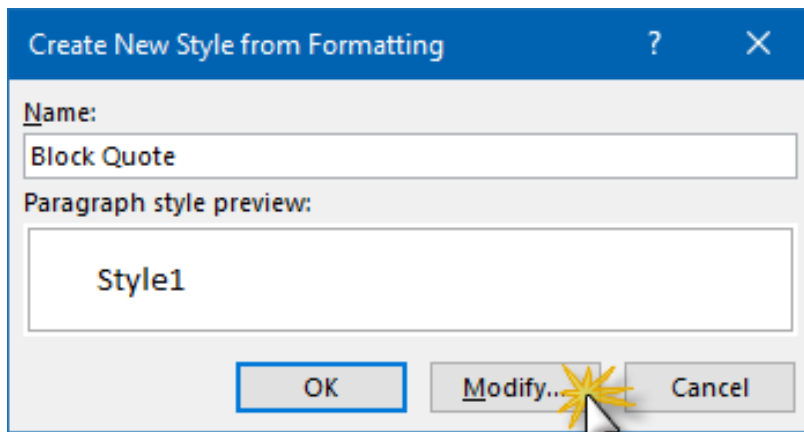 Create New Style from Formatting ? ×
Name:
Block Quote
Paragraph style preview:
Style1
OK Modify... Cancel